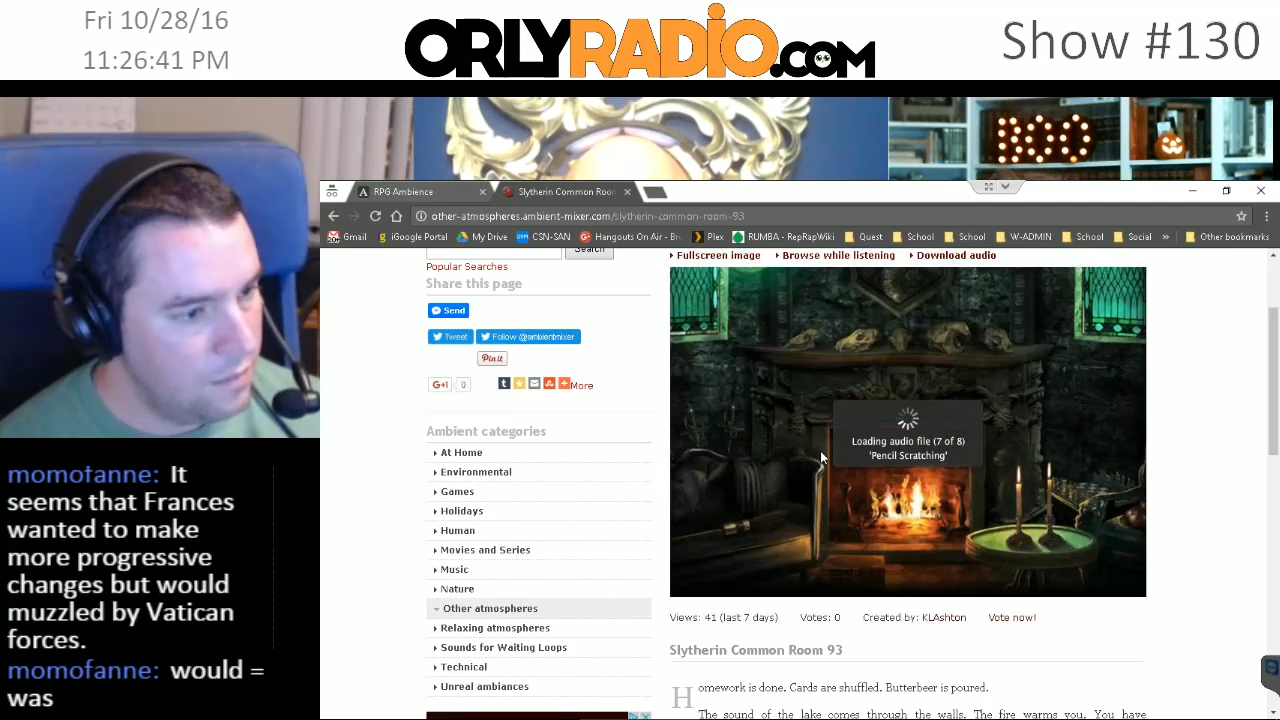 Fri 10/28/16
11:26:41 PM
ORLYRADIO.COM
Show #130
BOO
RPG Ambience
Slytherin Common Roo
other-atmospheres.ambient-mixer.com/slytherin-common-room-93
Gmail iGoogle Portal My Drive CSN-SAN Hangouts On Air - Br Plex RUMBA - RepRapWiki Quest School School W-ADMIN School Social » Other bookmarks
Search
Popular Searches
Share this page
Send
Tweet Follow @ambientmixer
Pin it
G+1 0 More
Ambient categories
At Home
Environmental
Games
Holidays
Human
Movies and Series
Music
Nature
Other atmospheres
Relaxing atmospheres
Sounds for Waiting Loops
Technical
Unreal ambiances
Fullscreen image Browse while listening Download audio
Loading audio file (7 of 8)
'Pencil Scratching'
Views: 41 (last 7 days) Votes: 0 Created by: KLAshton Vote now!
Slytherin Common Room 93
Homework is done. Cards are shuffled. Butterbeer is poured.
The sound of the lake comes through the walls. The fire warms you. You have
momofanne: It
seems that Frances
wanted to make
more progressive
changes but would
muzzled by Vatican
forces.
momofanne: would =
was